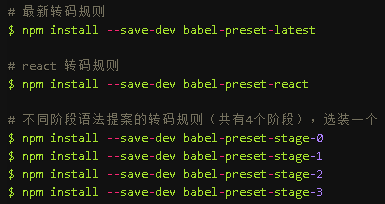 # 最新转码规则
$ npm install --save-dev babel-preset-latest
# react 转码规则
$ npm install --save-dev babel-preset-react
# 不同阶段语法提案的转码规则（共有4个阶段），选装一个
$ npm install --save-dev babel-preset-stage-0
$ npm install --save-dev babel-preset-stage-1
$ npm install --save-dev babel-preset-stage-2
$ npm install --save-dev babel-preset-stage-3